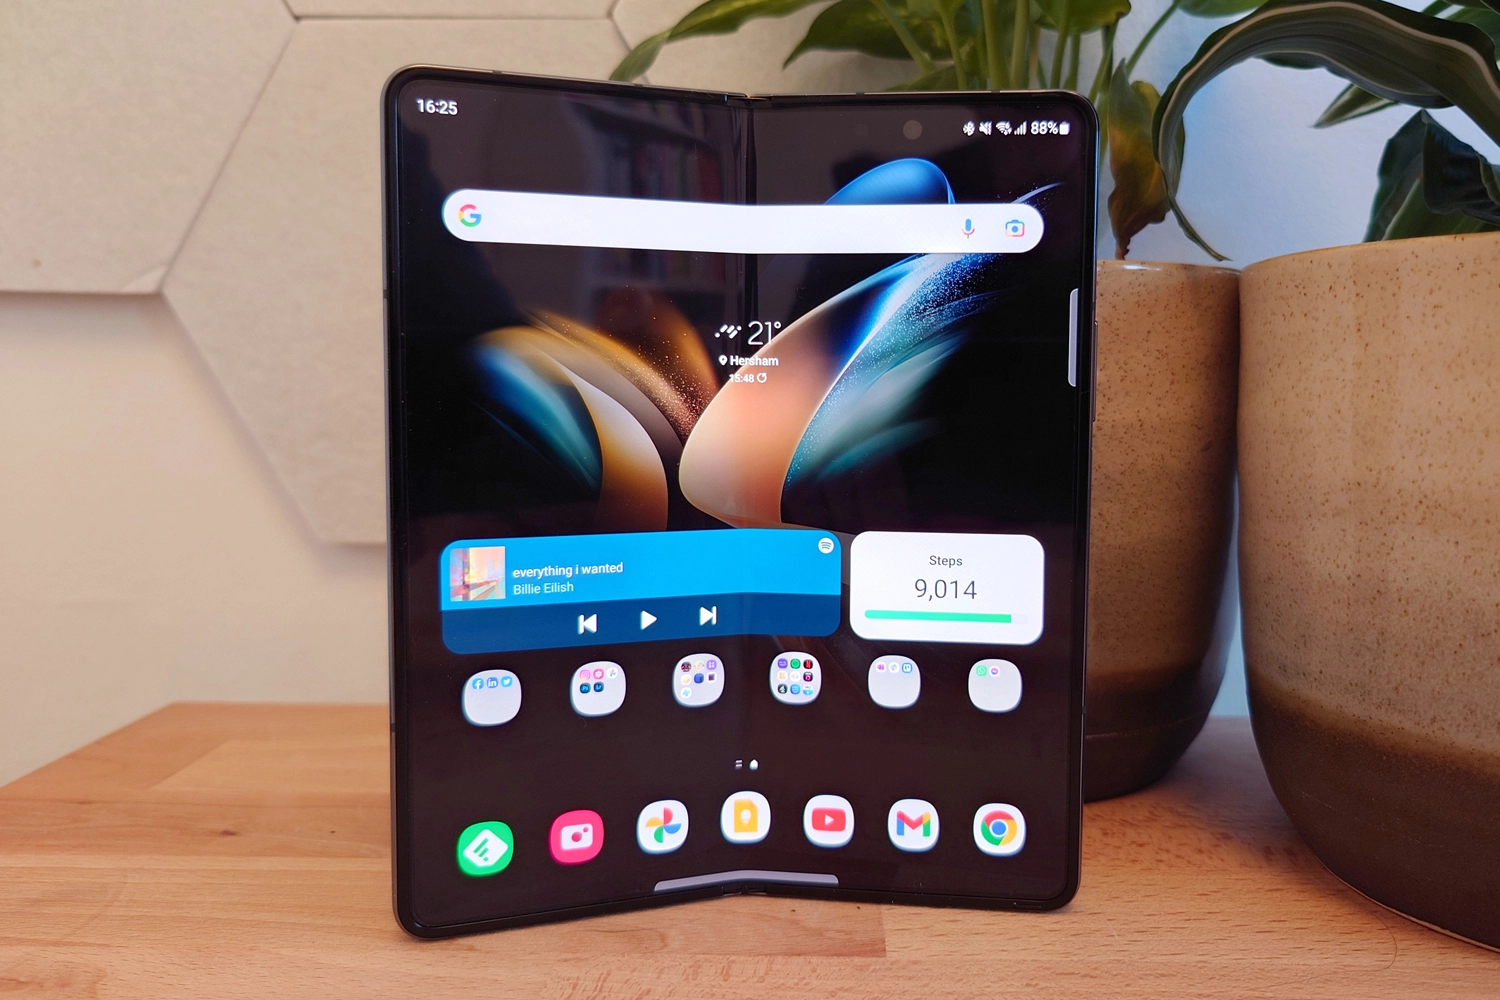 16:25
88%
G
21°
Hersham
15:48
everything i wanted
Billie Eilish
Steps
9,014